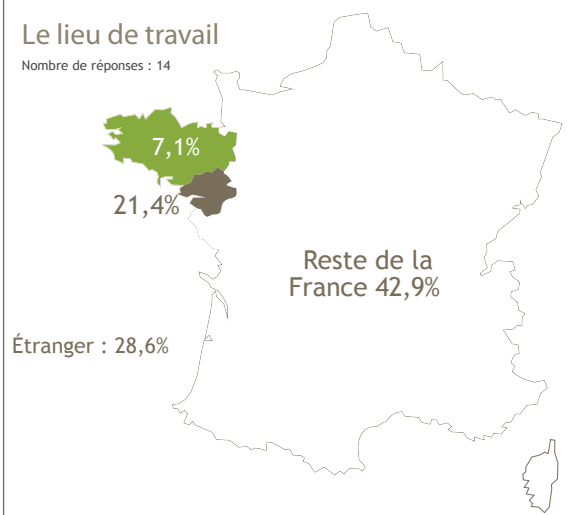 Le lieu de travail
Nombre de réponses : 14
7,1%
21,4%
Reste de la
France 42,9%
Étranger : 28,6%